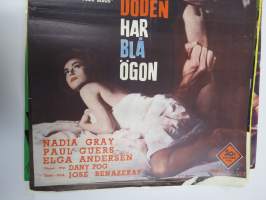 DÖDEN
HAR
BLÅ
ÖGON
NADIA GRAY
PAUL GUERS
ELGA ANDERSEN
DANY FOG
JOSÉ BENAZERAF